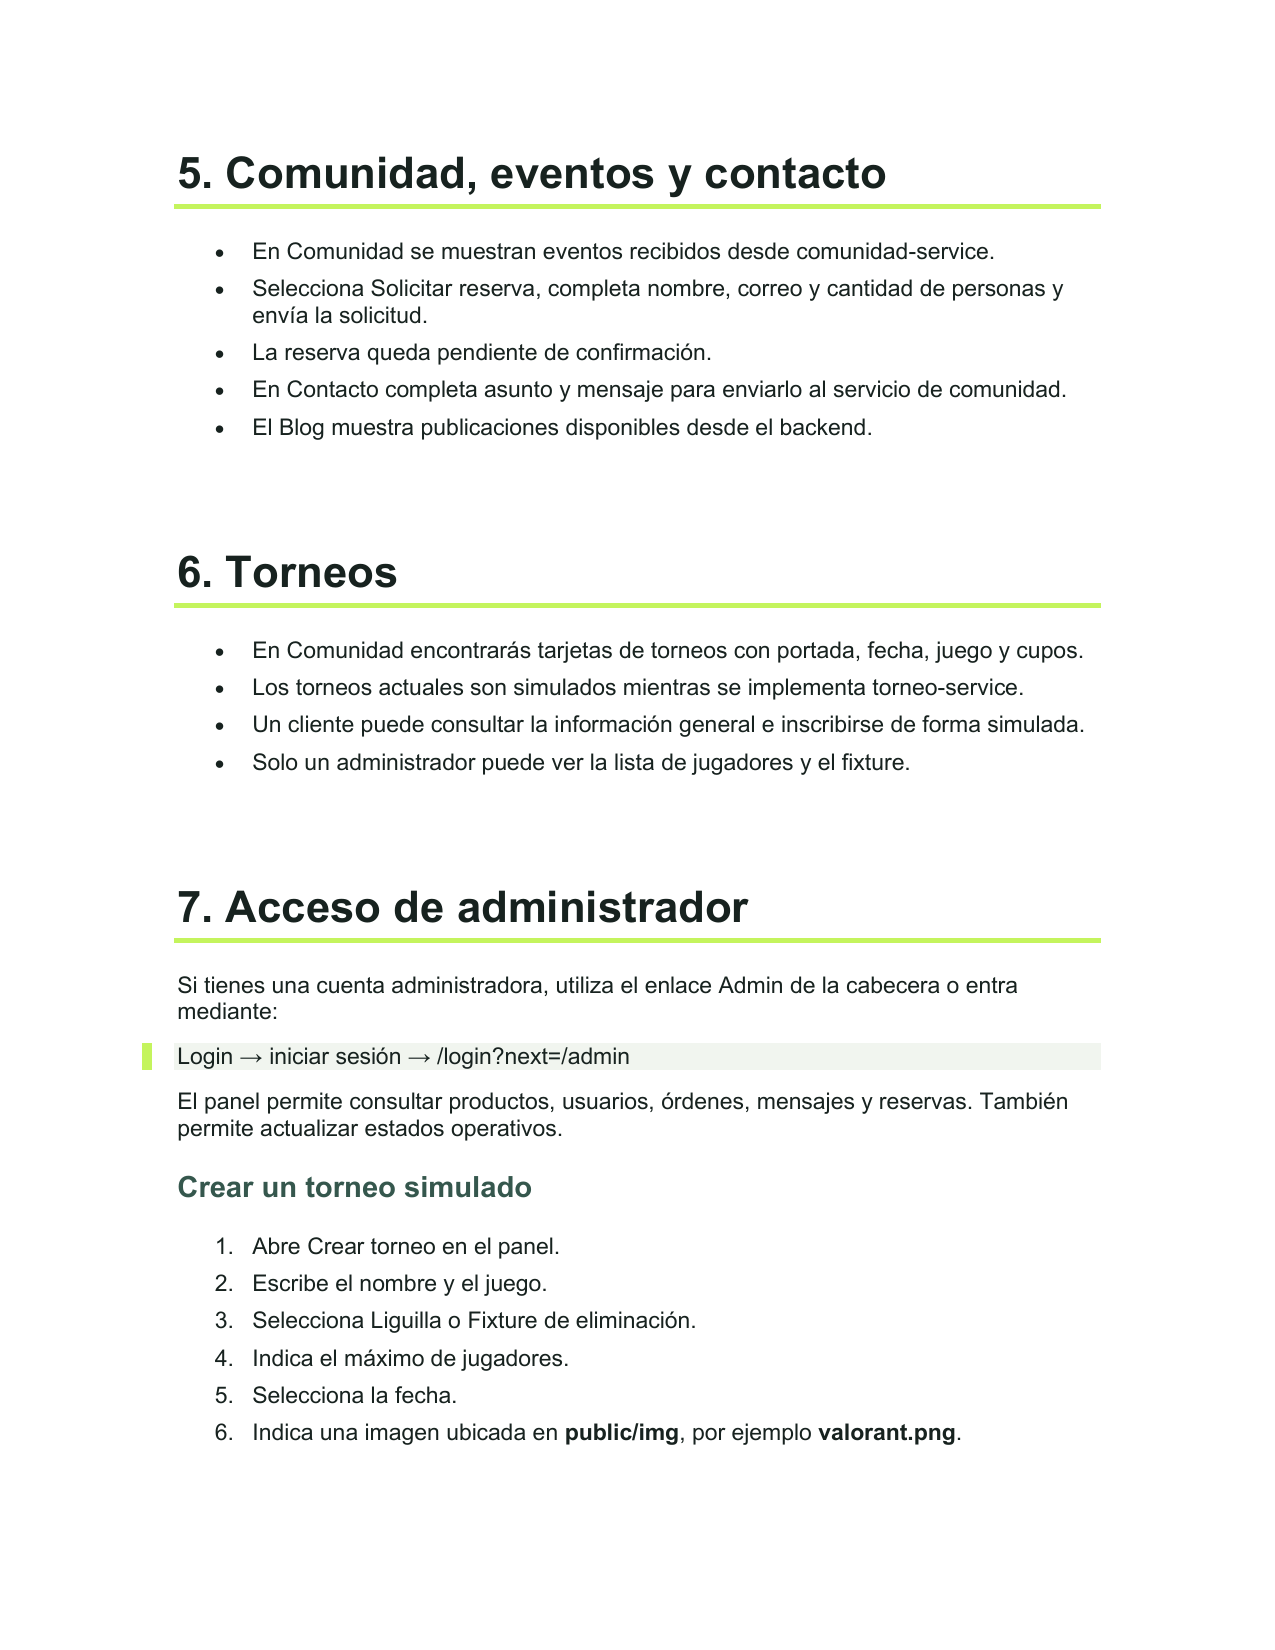 5. Comunidad, eventos y contacto
• En Comunidad se muestran eventos recibidos desde comunidad-service.
• Selecciona Solicitar reserva, completa nombre, correo y cantidad de personas y
envía la solicitud.
• La reserva queda pendiente de confirmación.
• En Contacto completa asunto y mensaje para enviarlo al servicio de comunidad.
• El Blog muestra publicaciones disponibles desde el backend.
6. Torneos
• En Comunidad encontrarás tarjetas de torneos con portada, fecha, juego y cupos.
• Los torneos actuales son simulados mientras se implementa torneo-service.
• Un cliente puede consultar la información general e inscribirse de forma simulada.
• Solo un administrador puede ver la lista de jugadores y el fixture.
7. Acceso de administrador
Si tienes una cuenta administradora, utiliza el enlace Admin de la cabecera o entra
mediante:
Login → iniciar sesión → /login?next=/admin
El panel permite consultar productos, usuarios, órdenes, mensajes y reservas. También
permite actualizar estados operativos.
Crear un torneo simulado
1. Abre Crear torneo en el panel.
2. Escribe el nombre y el juego.
3. Selecciona Liguilla o Fixture de eliminación.
4. Indica el máximo de jugadores.
5. Selecciona la fecha.
6. Indica una imagen ubicada en public/img, por ejemplo valorant.png.